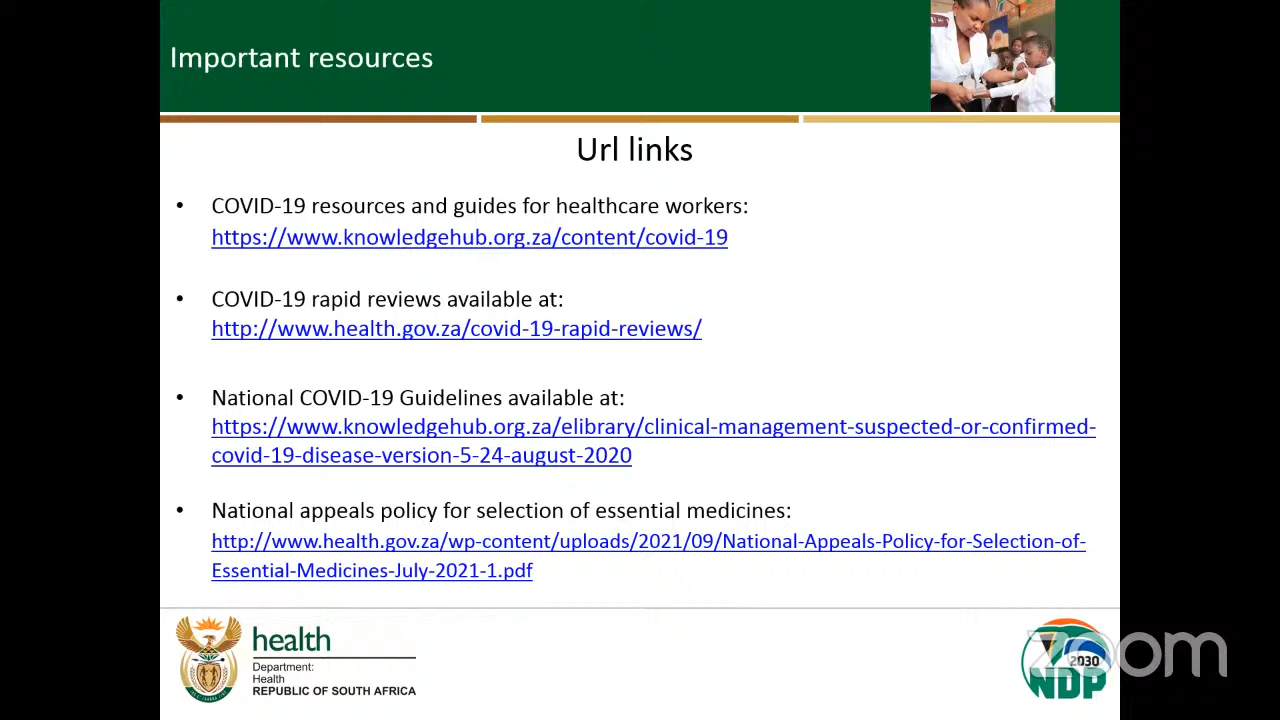 Important resources
Url links
• COVID-19 resources and guides for healthcare workers:
https://www.knowledgehub.org.za/content/covid-19
• COVID-19 rapid reviews available at:
http://www.health.gov.za/covid-19-rapid-reviews/
• National COVID-19 Guidelines available at:
https://www.knowledgehub.org.za/elibrary/clinical-management-suspected-or-confirmed-
covid-19-disease-version-5-24-august-2020
• National appeals policy for selection of essential medicines:
http://www.health.gov.za/wp-content/uploads/2021/09/National-Appeals-Policy-for-Selection-of-
Essential-Medicines-July-2021-1.pdf
health
Department:
Health
REPUBLIC OF SOUTH AFRICA
2030
NDP
zoom